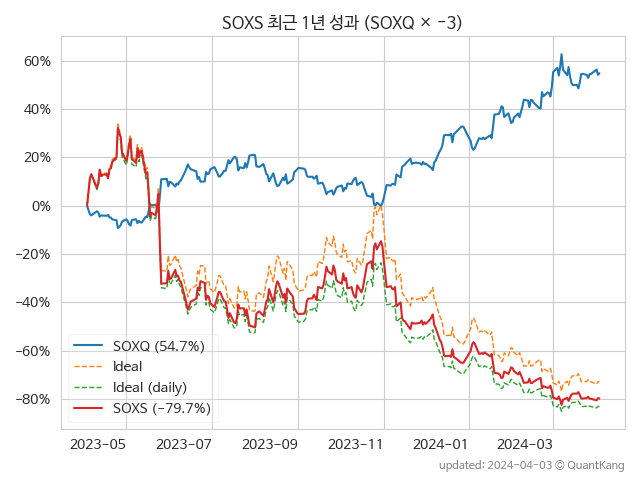 SOXS 최근 1년 성과 (SOXQ × −3)
60%
40%
20%
0%
−20%
−40%
−60%
−80%
SOXQ (54.7%)
Ideal
Ideal (daily)
SOXS (−79.7%)
2023-05 2023-07 2023-09 2023-11 2024-01 2024-03
updated: 2024-04-03 © QuantKang